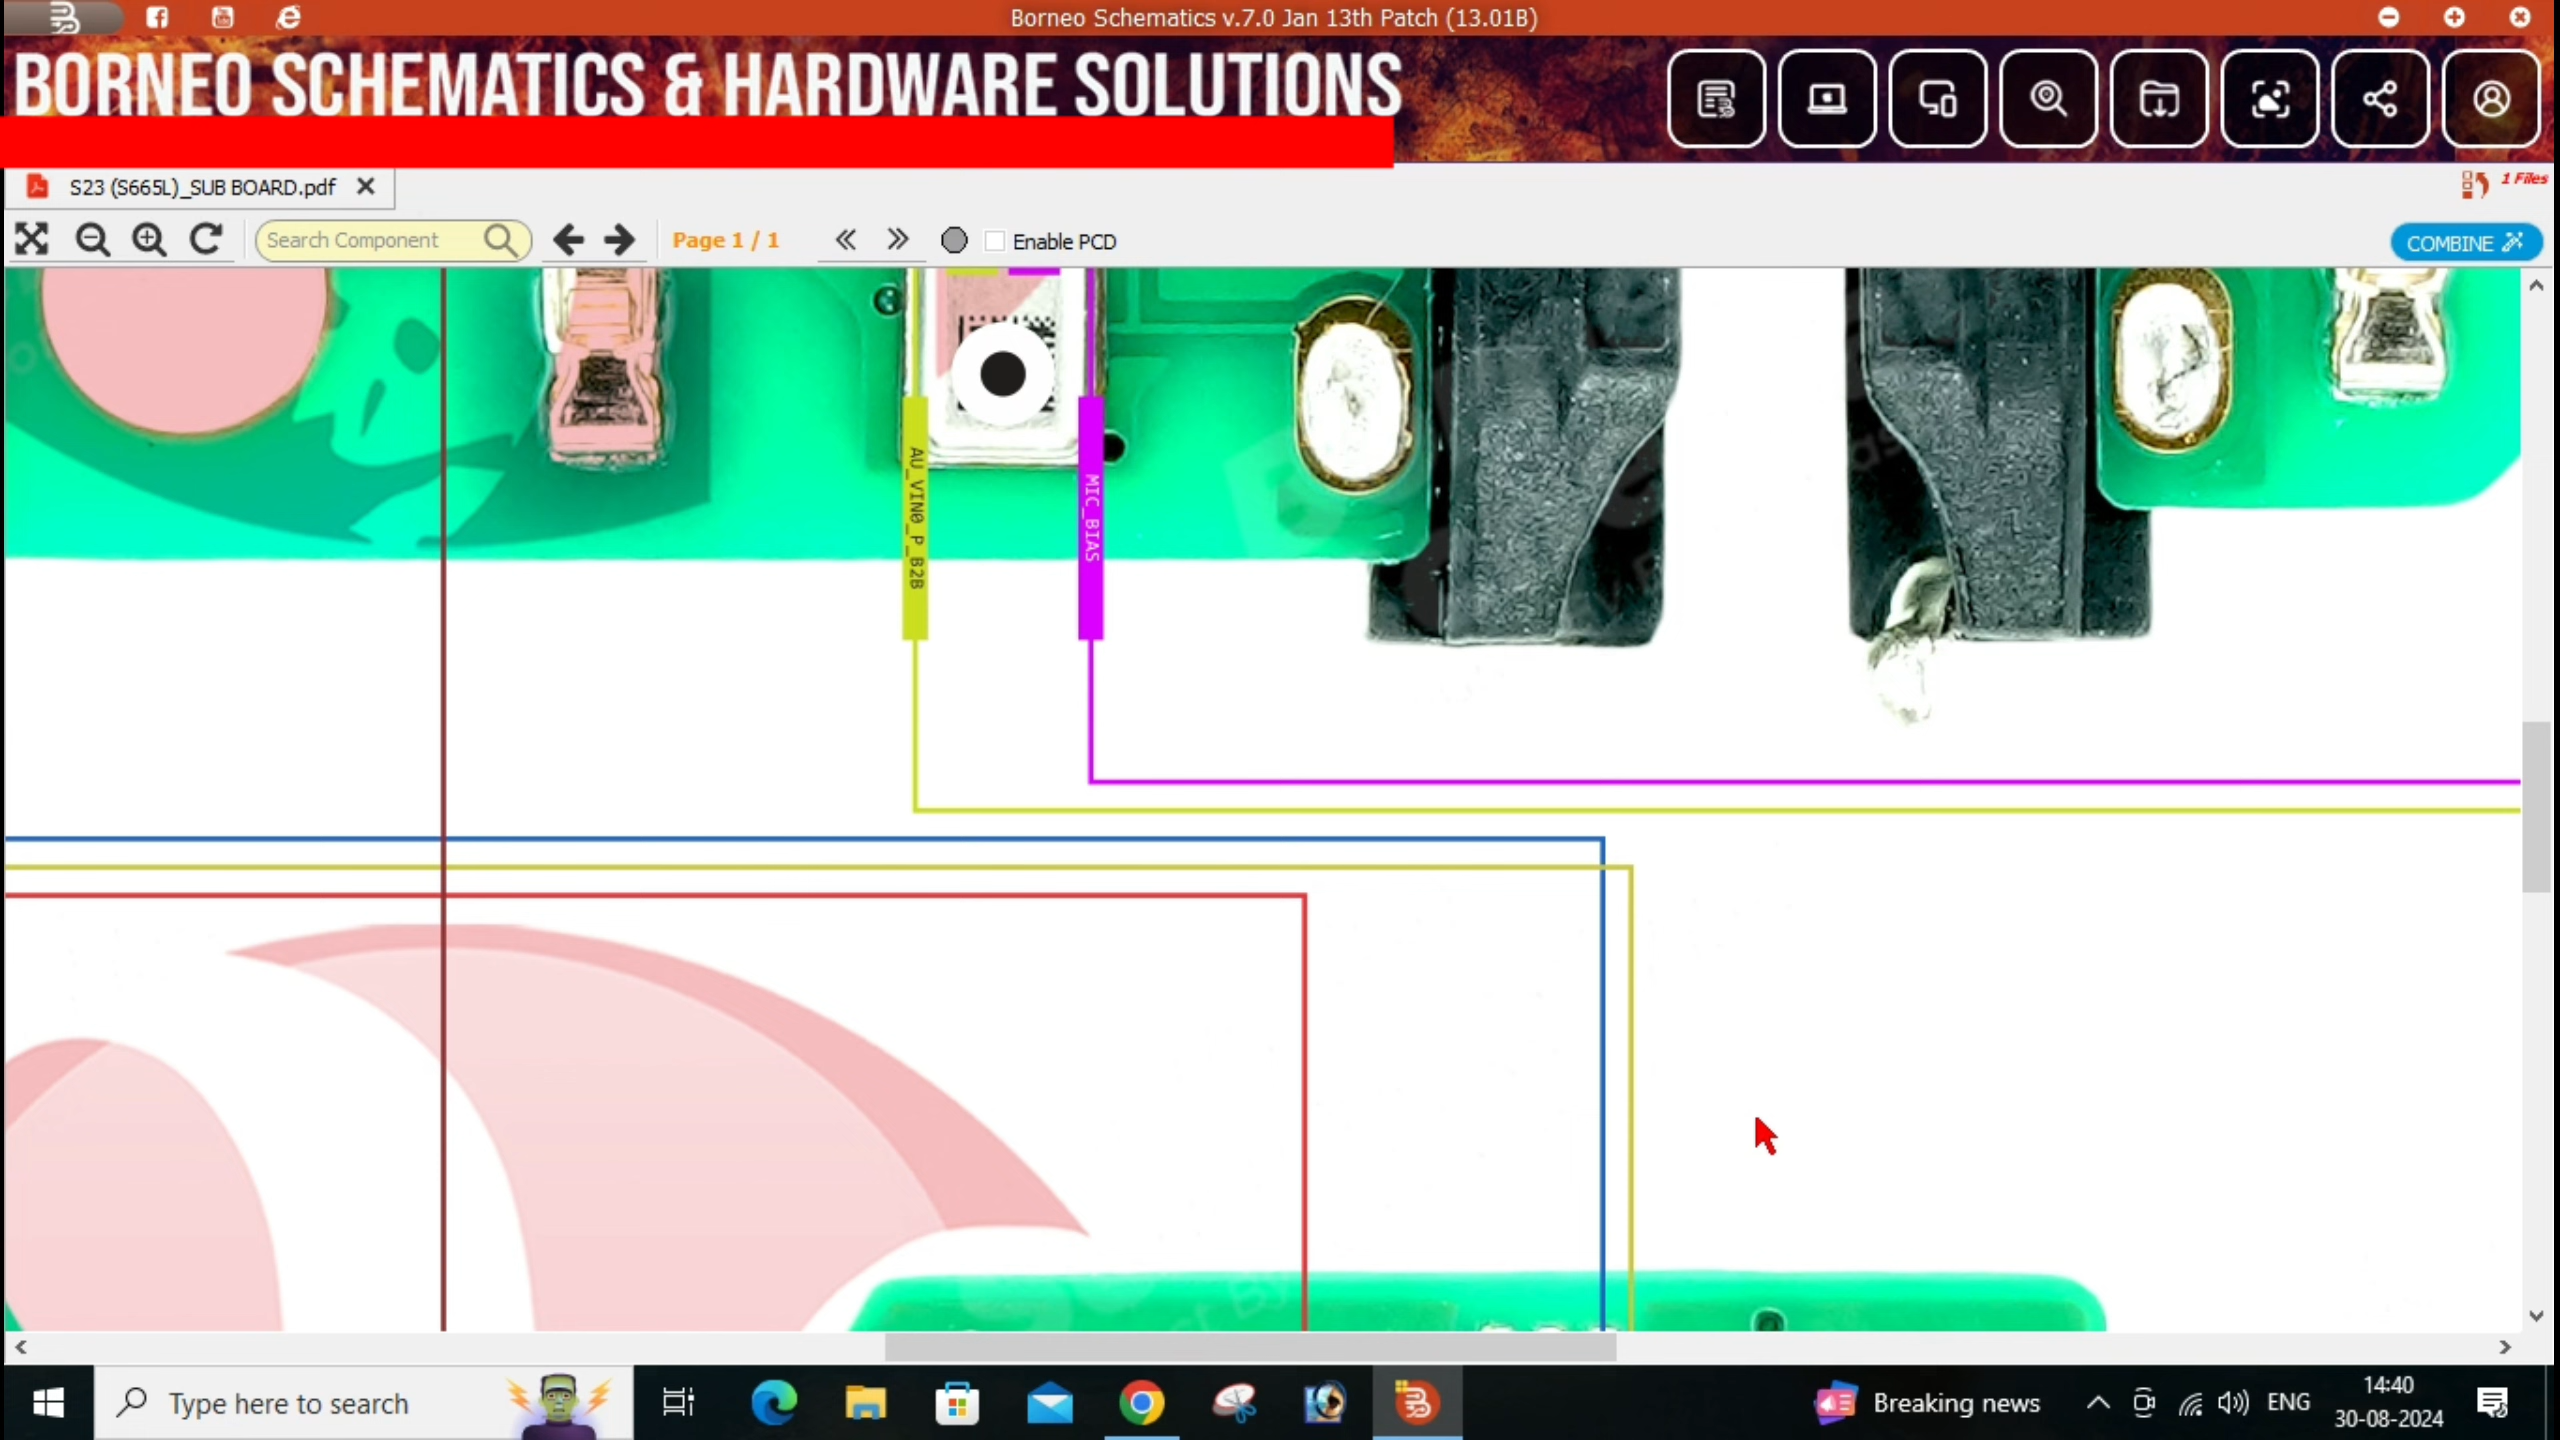 Borneo Schematics v.7.0 Jan 13th Patch (13.01B)
BORNEO SCHEMATICS & HARDWARE SOLUTIONS
S23 (S665L)_SUB BOARD.pdf
1 Files
Search Component
Page 1 / 1
Enable PCD
COMBINE
AU_VIN0_P_B2B
MIC_BIAS
Type here to search
Breaking news
ENG
14:40
30-08-2024